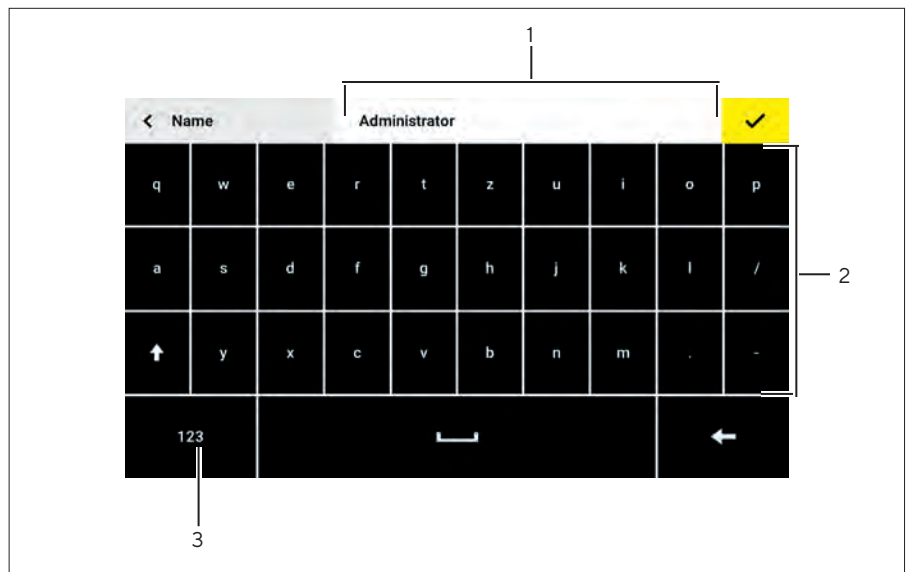 1
< Name Administrator ✓
q w e r t z u i o p
a s d f g h j k l /
2
y x c v b n m . -
123
3